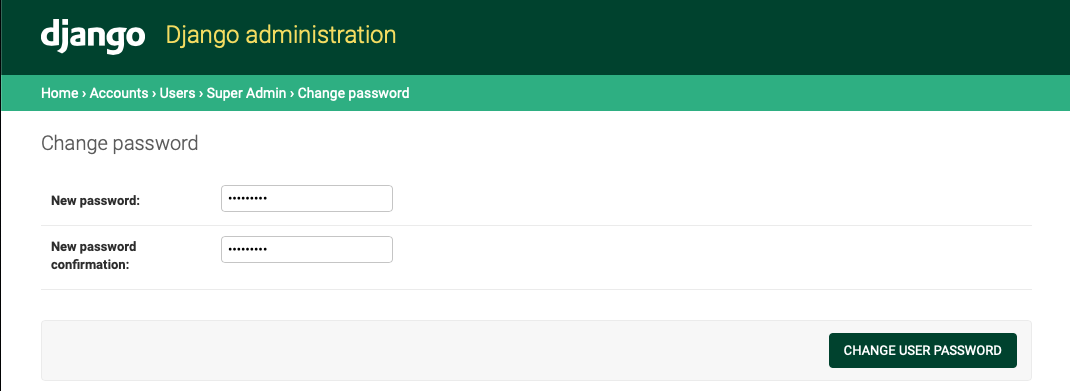 django Django administration
Home › Accounts › Users › Super Admin › Change password
Change password
New password: •••••••••
New password
confirmation: •••••••••
CHANGE USER PASSWORD